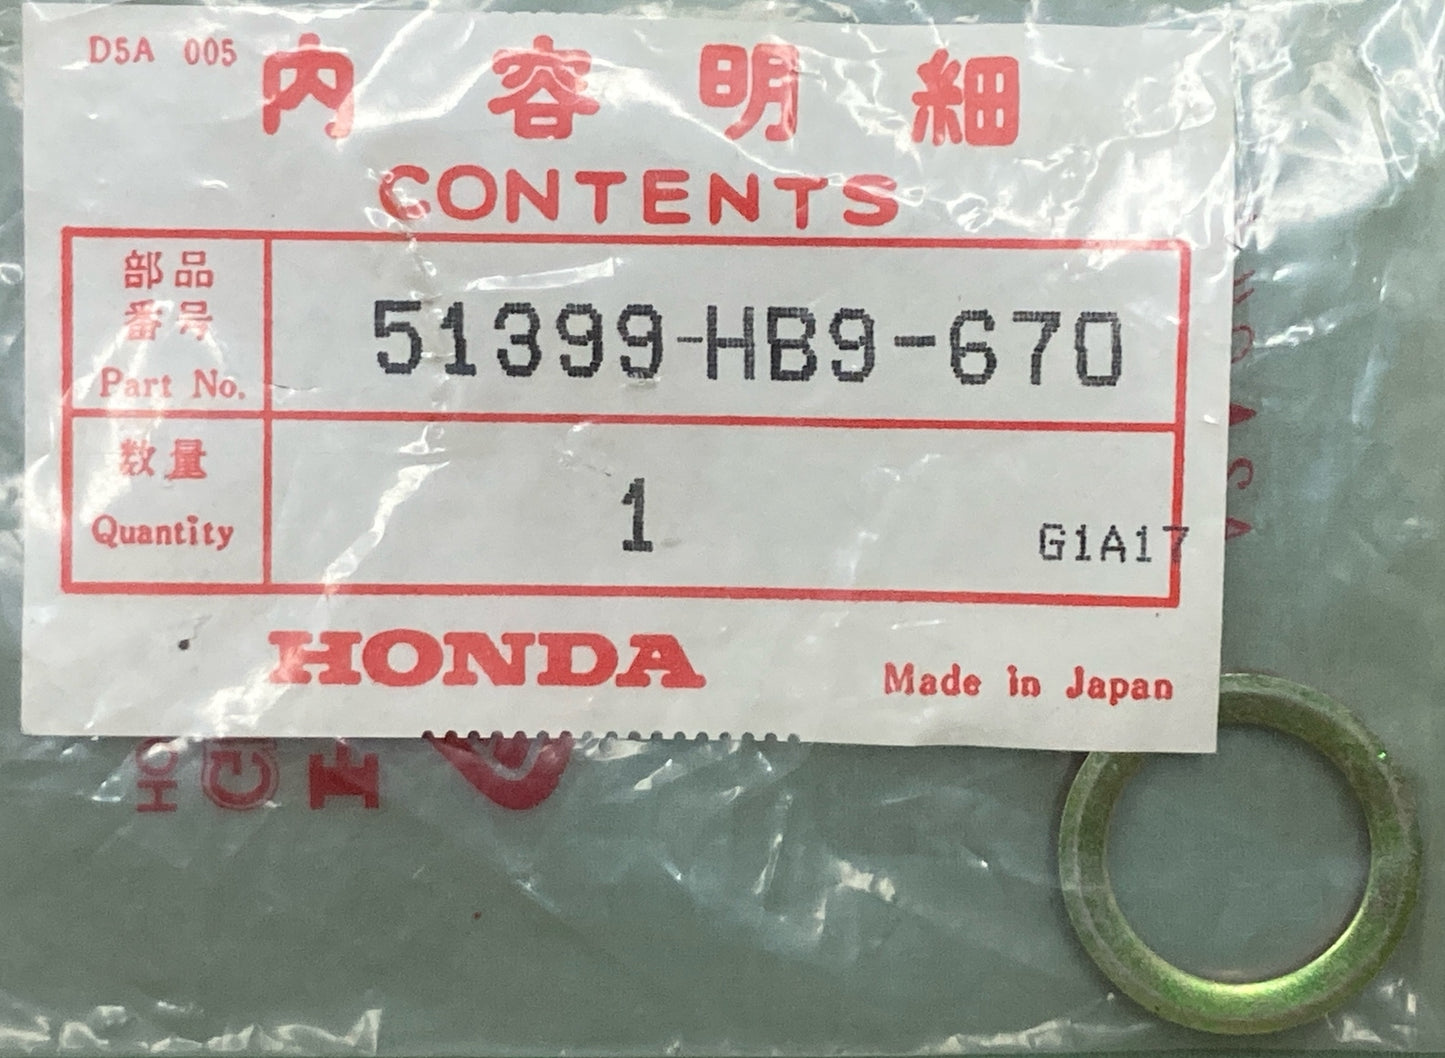 D5A 005
内容明細
CONTENTS
部品
番号
Part No.
51399-HB9-670
数量
Quantity
1
G1A17
HONDA
Made in Japan